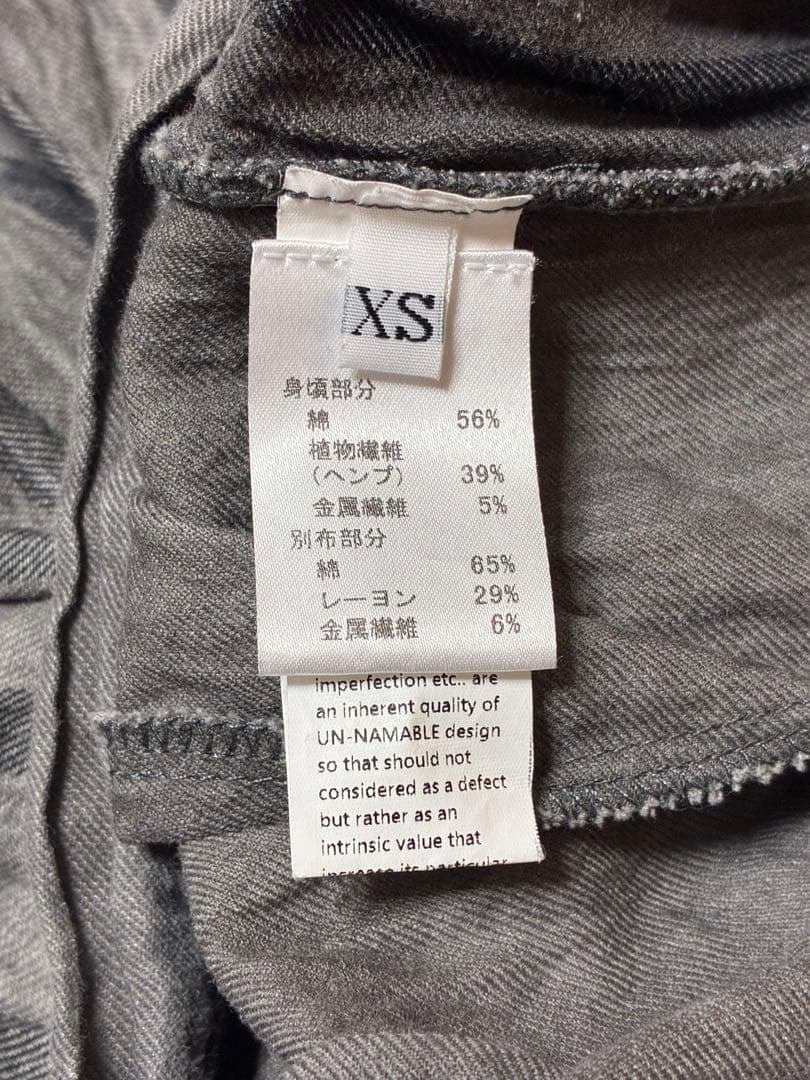 XS
身頃部分
綿 56%
植物繊維
(ヘンプ) 39%
金属繊維 5%
別布部分
綿 65%
レーヨン 29%
金属繊維 6%
imperfection etc.. are
an inherent quality of
UN-NAMABLE design
so that should not
considered as a defect
but rather as an
intrinsic value that
increase its particular